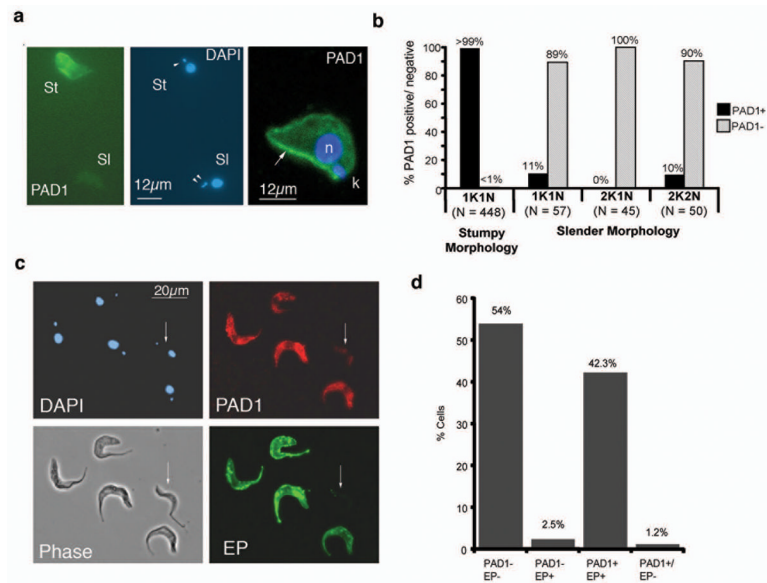 a
St
Sl
PAD1
DAPI
St
Sl
12µm
PAD1
n
k
12µm
b
% PAD1 positive/ negative
100
80
60
40
20
0
>99%
<1%
11%
89%
0%
100%
10%
90%
PAD1+
PAD1-
1K1N
1K1N
2K1N
2K2N
(N = 448)
(N = 57)
(N = 45)
(N = 50)
Stumpy
Morphology
Slender Morphology
c
20µm
DAPI
PAD1
Phase
EP
d
% Cells
60
50
40
30
20
10
0
54%
2.5%
42.3%
1.2%
PAD1-
EP-
PAD1-
EP+
PAD1+
EP+
PAD1+/
EP-